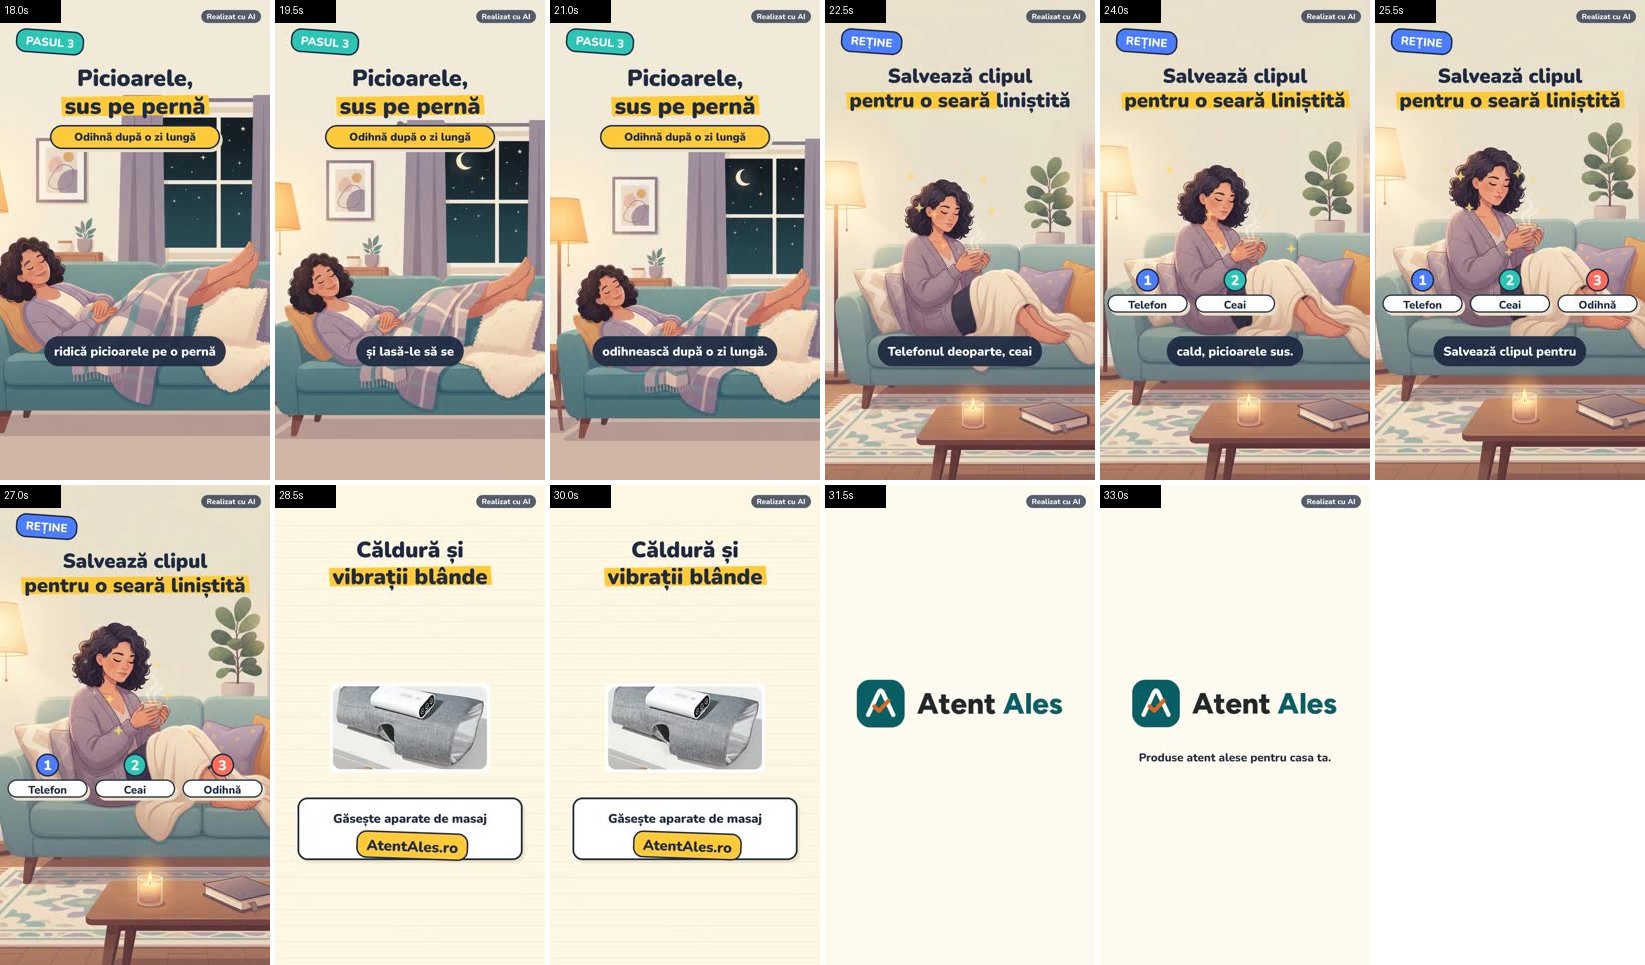 18.0s
Realizat cu AI
PASUL 3
Picioarele,
sus pe pernă
Odihnă după o zi lungă
ridică picioarele pe o pernă
19.5s
Realizat cu AI
PASUL 3
Picioarele,
sus pe pernă
Odihnă după o zi lungă
și lasă-le să se
21.0s
Realizat cu AI
PASUL 3
Picioarele,
sus pe pernă
Odihnă după o zi lungă
odihnească după o zi lungă.
22.5s
Realizat cu AI
REȚINE
Salvează clipul
pentru o seară liniștită
Telefonul deoparte, ceai
24.0s
Realizat cu AI
REȚINE
Salvează clipul
pentru o seară liniștită
1 2
Telefon Ceai
cald, picioarele sus.
25.5s
Realizat cu AI
REȚINE
Salvează clipul
pentru o seară liniștită
1 2 3
Telefon Ceai Odihnă
Salvează clipul pentru
27.0s
Realizat cu AI
REȚINE
Salvează clipul
pentru o seară liniștită
1 2 3
Telefon Ceai Odihnă
28.5s
Realizat cu AI
Căldură și
vibrații blânde
Găsește aparate de masaj
AtentAles.ro
30.0s
Realizat cu AI
Căldură și
vibrații blânde
Găsește aparate de masaj
AtentAles.ro
31.5s
Realizat cu AI
Atent Ales
33.0s
Realizat cu AI
Atent Ales
Produse atent alese pentru casa ta.